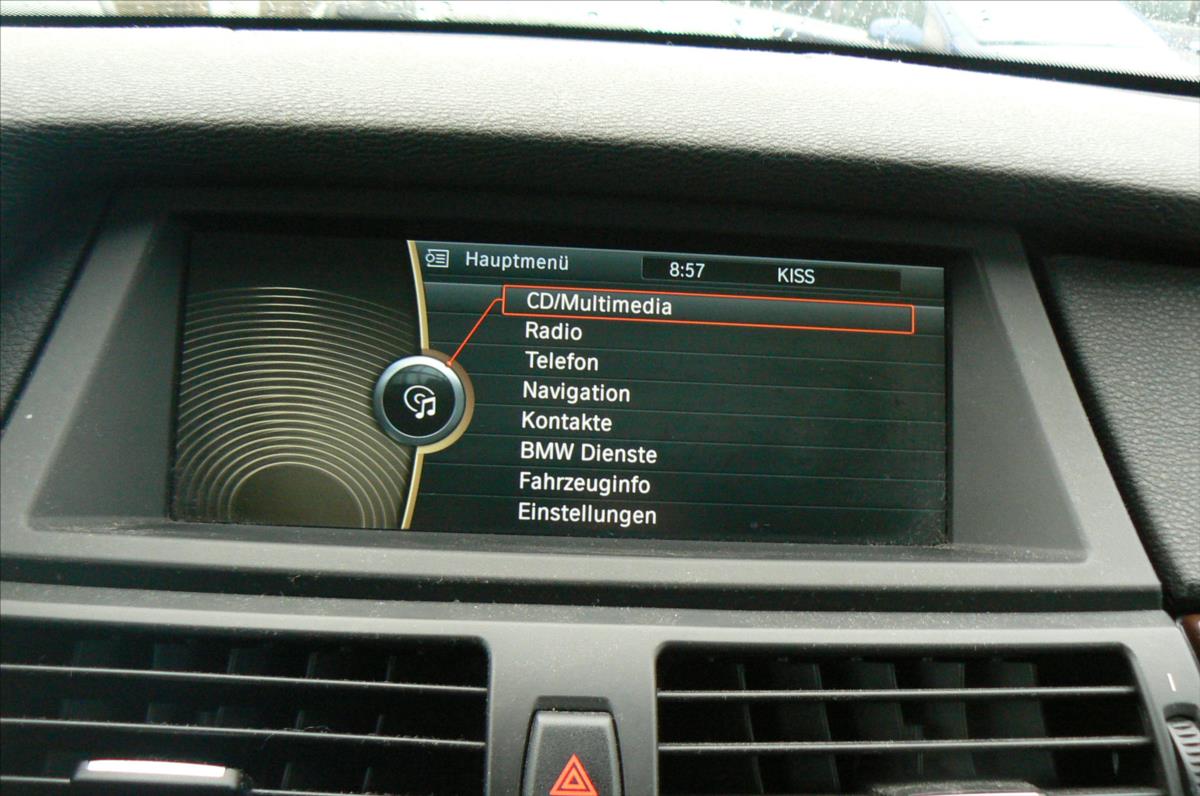 Hauptmenü 8:57 KISS
CD/Multimedia
Radio
Telefon
Navigation
Kontakte
BMW Dienste
Fahrzeuginfo
Einstellungen